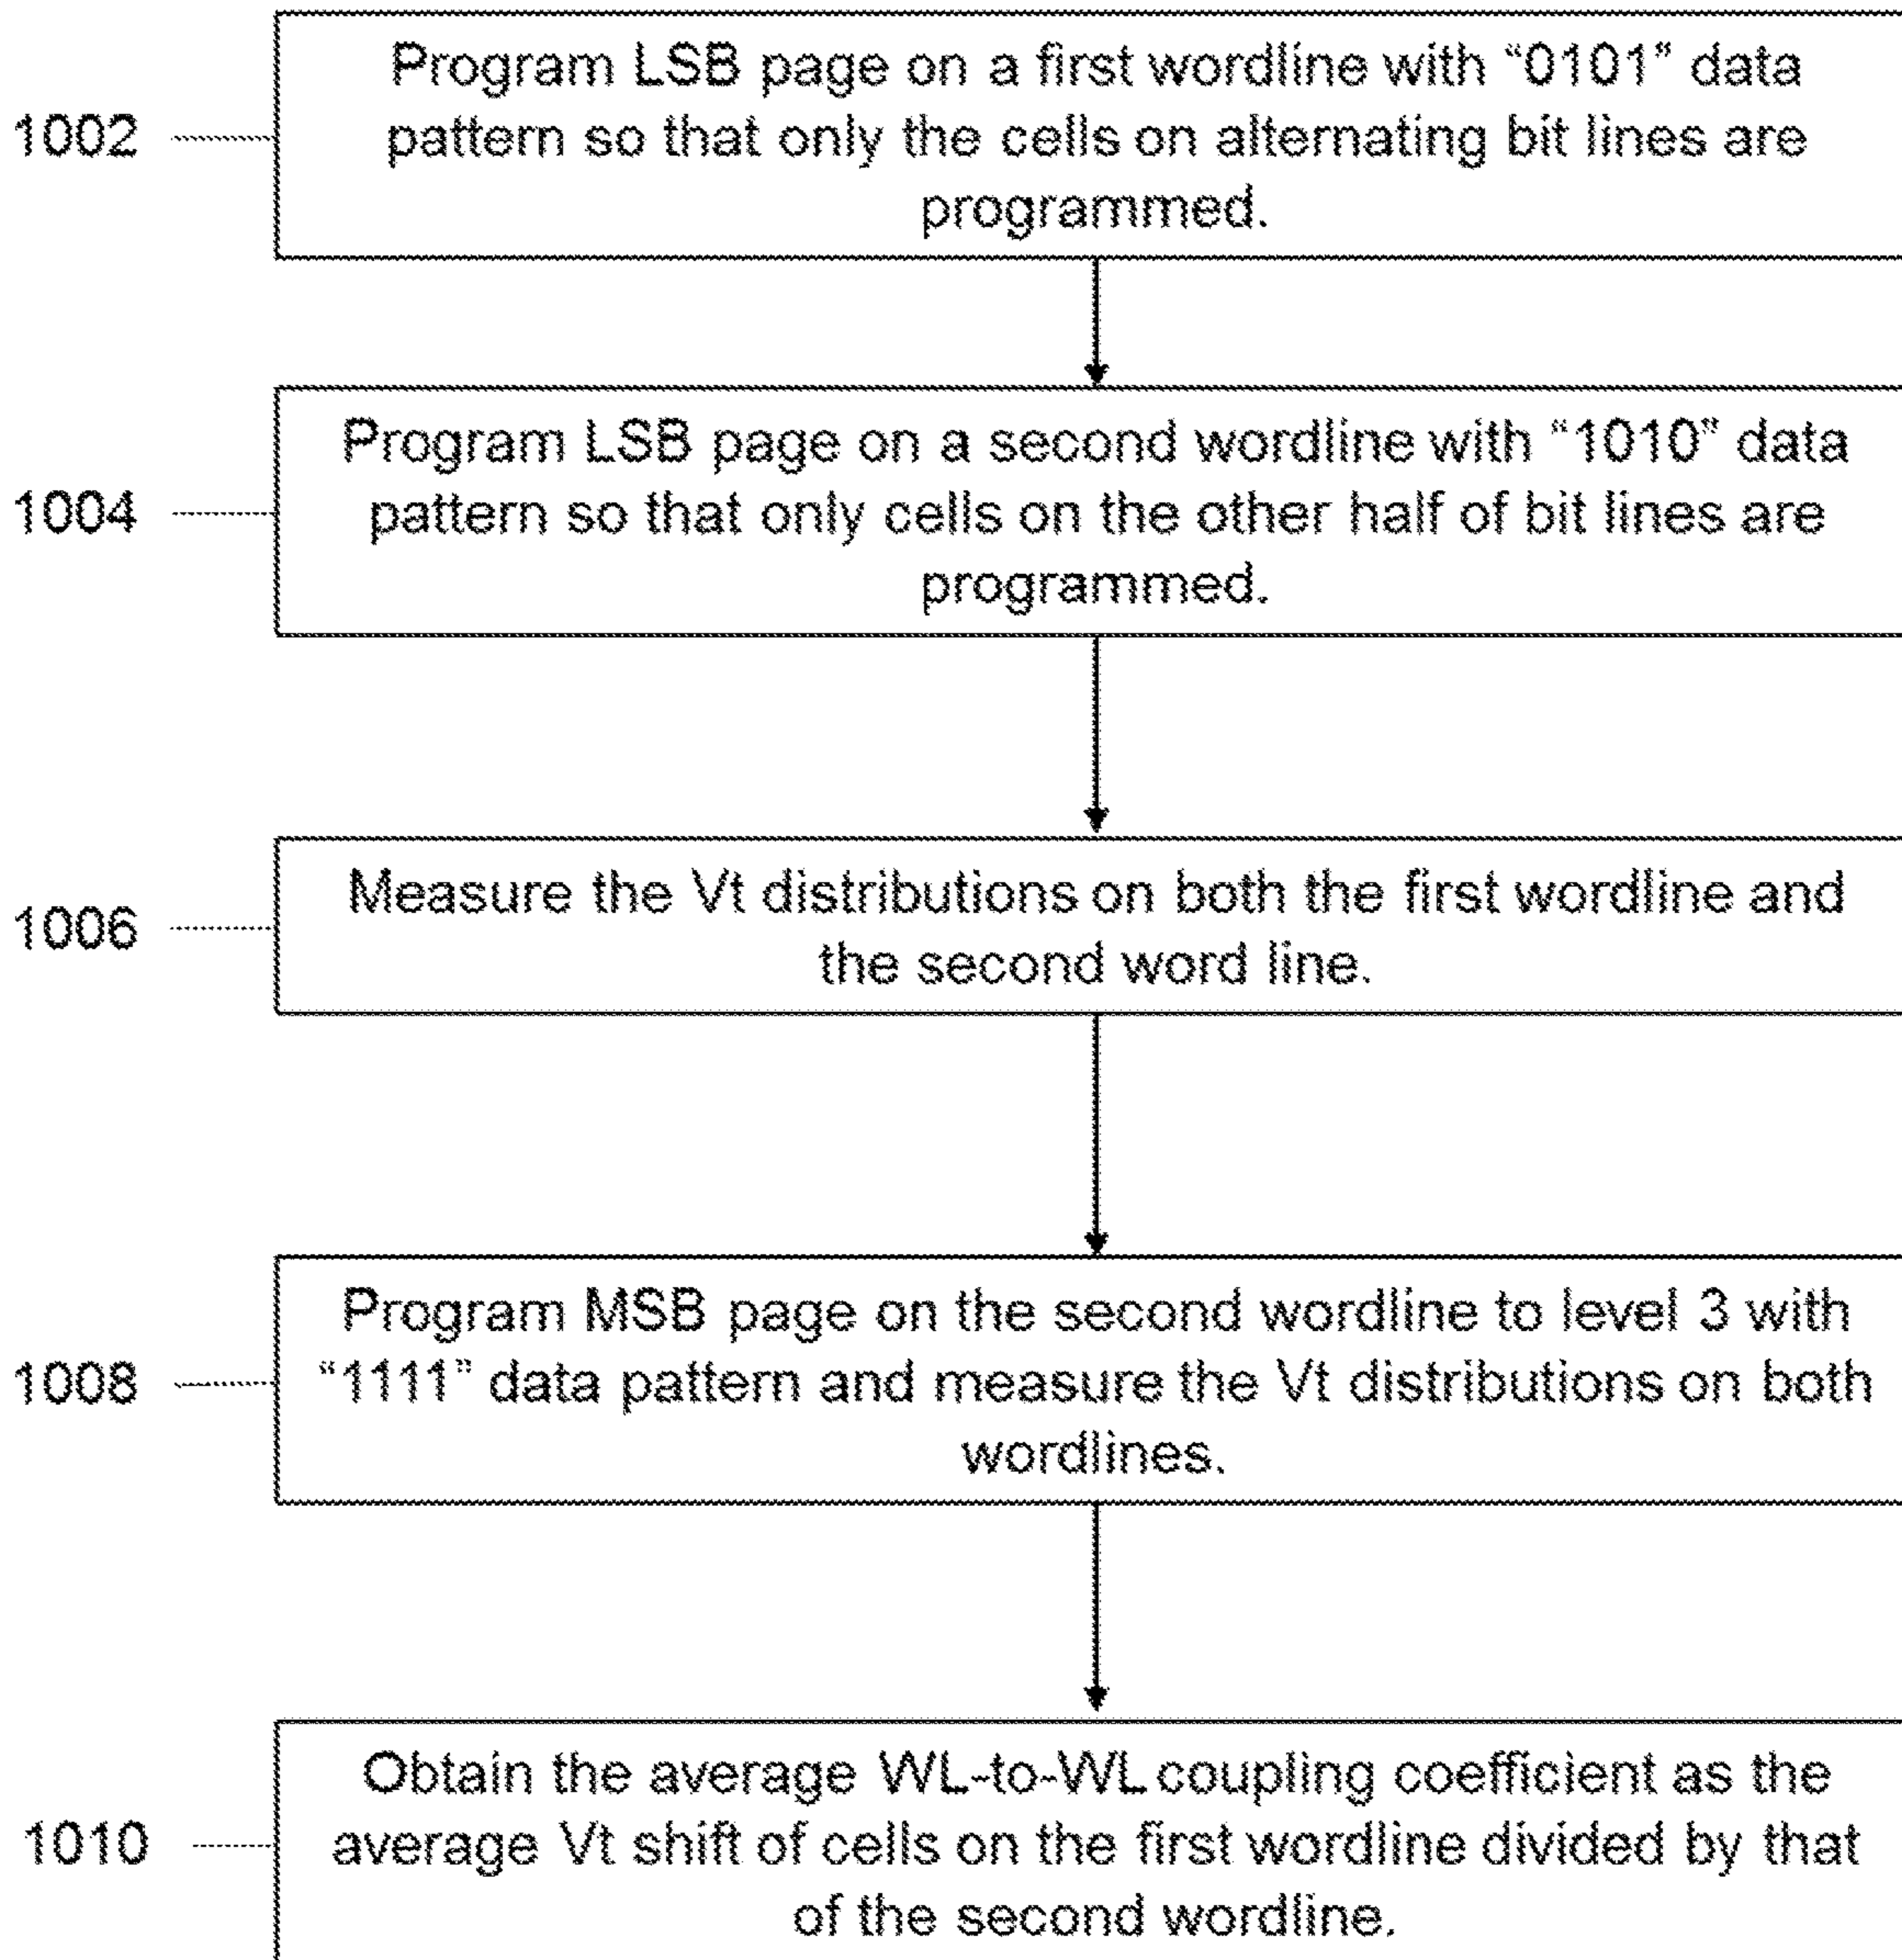 Program LSB page on a first wordline with “0101” data
1002
pattern so that only the cells on alternating bit lines are
programmed.
Program LSB page on a second wordline with “1010” data
1004
pattern so that only cells on the other half of bit lines are
programmed.
Measure the Vt distributions on both the first wordline and
1006
the second word line.
Program MSB page on the second wordline to level 3 with
1008
“1111” data pattern and measure the Vt distributions on both
wordlines.
Obtain the average WL-to-WL coupling coefficient as the
1010
average Vt shift of cells on the first wordline divided by that
of the second wordline.